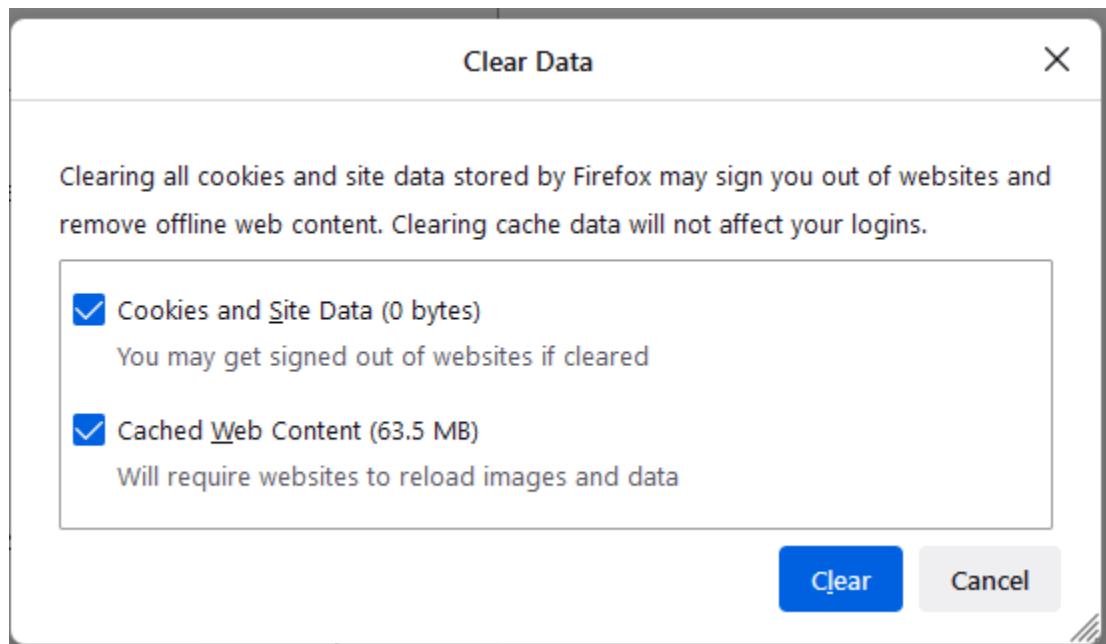 Clear Data
Clearing all cookies and site data stored by Firefox may sign you out of websites and
remove offline web content. Clearing cache data will not affect your logins.
Cookies and Site Data (0 bytes)
You may get signed out of websites if cleared
Cached Web Content (63.5 MB)
Will require websites to reload images and data
Clear Cancel